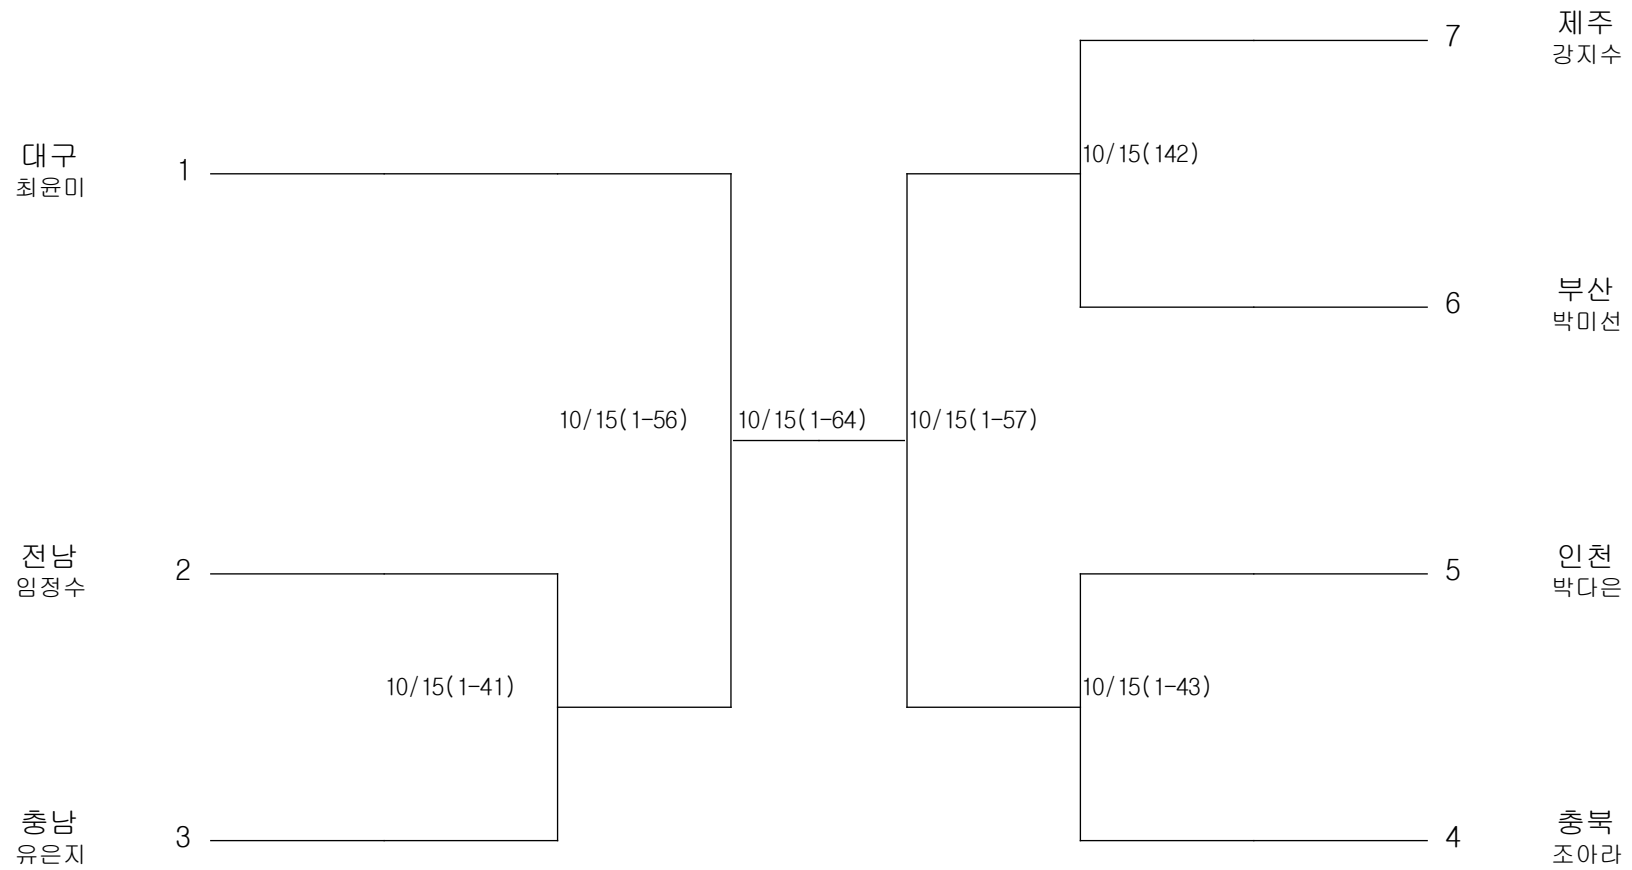 7
제주
강지수
10/15(142)
대구
최윤미
1
6
부산
박미선
10/15(1-56)
10/15(1-64)
10/15(1-57)
전남
임정수
2
5
인천
박다은
10/15(1-41)
10/15(1-43)
충남
유은지
3
4
충북
조아라